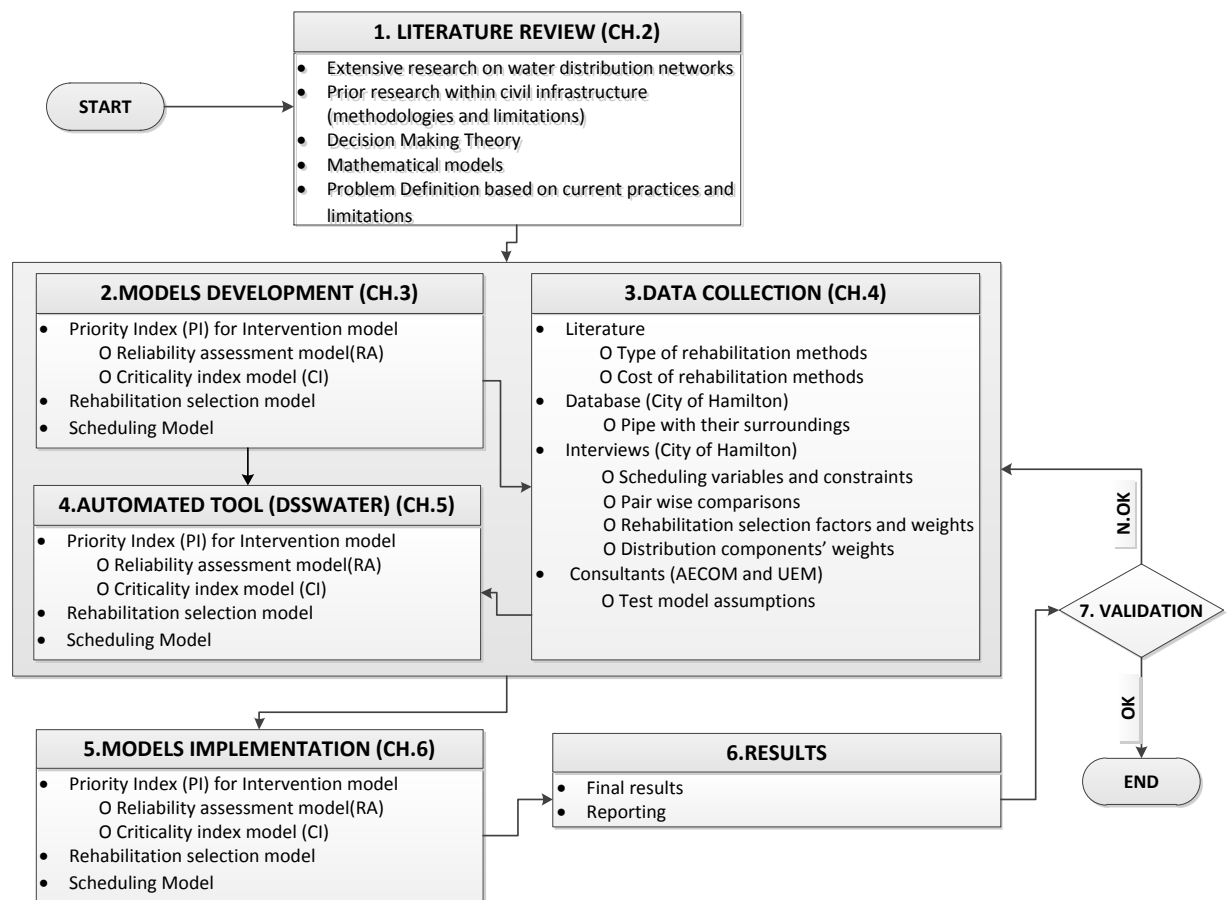 1. LITERATURE REVIEW (CH.2)
• Extensive research on water distribution networks
• Prior research within civil infrastructure
(methodologies and limitations)
• Decision Making Theory
• Mathematical models
• Problem Definition based on current practices and
limitations
START
2.MODELS DEVELOPMENT (CH.3)
• Priority Index (PI) for Intervention model
O Reliability assessment model(RA)
O Criticality index model (CI)
• Rehabilitation selection model
• Scheduling Model
3.DATA COLLECTION (CH.4)
• Literature
O Type of rehabilitation methods
O Cost of rehabilitation methods
• Database (City of Hamilton)
O Pipe with their surroundings
• Interviews (City of Hamilton)
O Scheduling variables and constraints
O Pair wise comparisons
O Rehabilitation selection factors and weights
O Distribution components’ weights
• Consultants (AECOM and UEM)
O Test model assumptions
4.AUTOMATED TOOL (DSSWATER) (CH.5)
• Priority Index (PI) for Intervention model
O Reliability assessment model(RA)
O Criticality index model (CI)
• Rehabilitation selection model
• Scheduling Model
5.MODELS IMPLEMENTATION (CH.6)
• Priority Index (PI) for Intervention model
O Reliability assessment model(RA)
O Criticality index model (CI)
• Rehabilitation selection model
• Scheduling Model
6.RESULTS
• Final results
• Reporting
7. VALIDATION
N.OK
OK
END